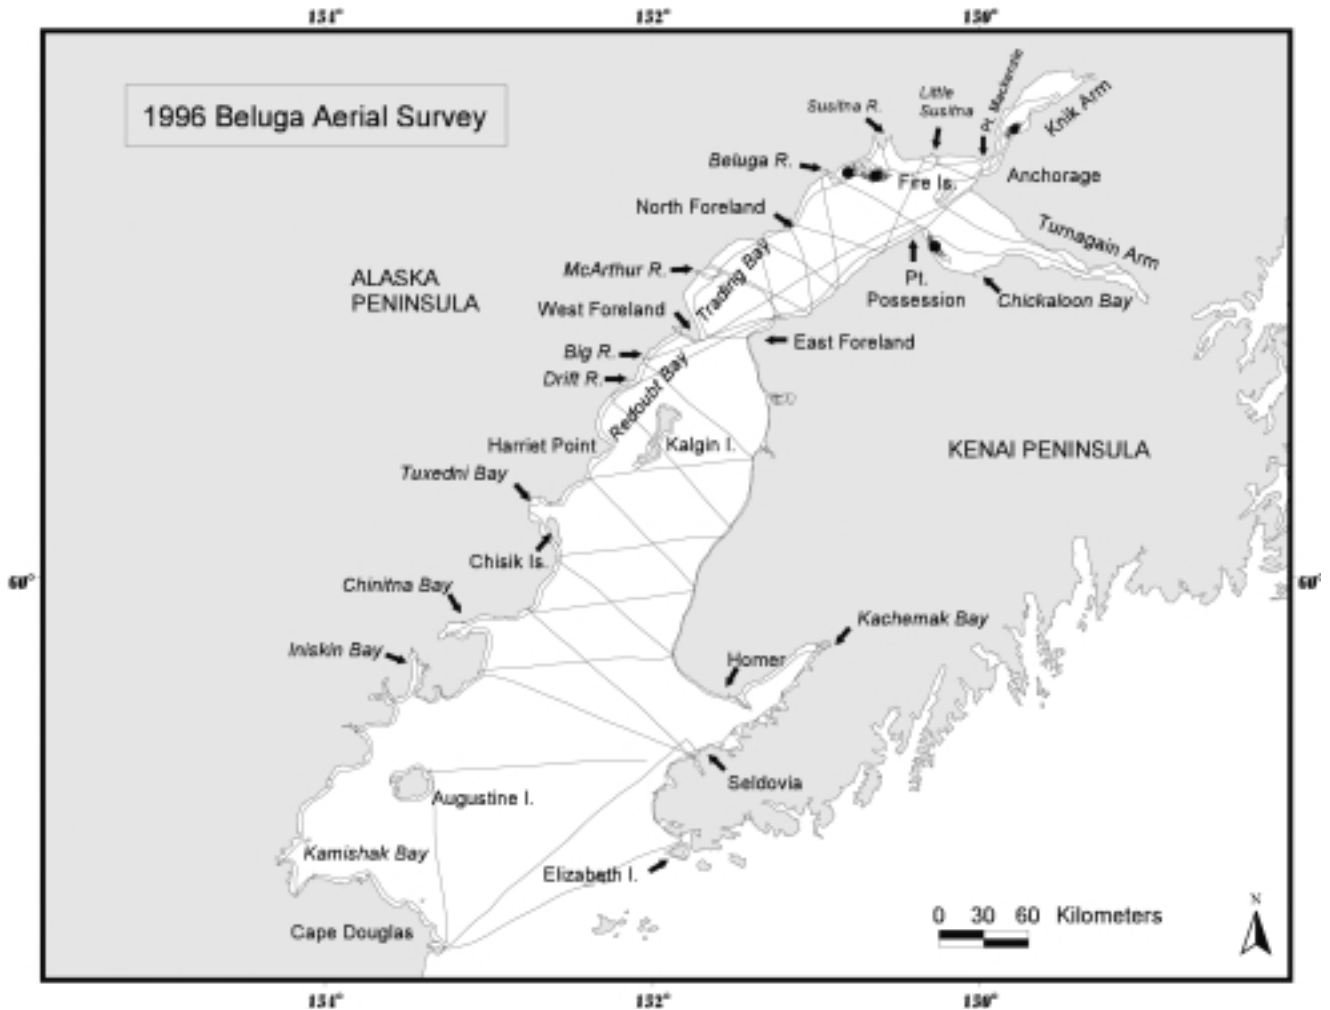 154° 152° 150°
1996 Beluga Aerial Survey
Susitna R.
Little
Susitna
Pt. Mackenzie
Knik Arm
Beluga R.
Fire Is.
Anchorage
North Foreland
Turnagain Arm
McArthur R.
Trading Bay
ALASKA
PENINSULA
Pt.
Possession
Chickaloon Bay
West Foreland
East Foreland
Big R.
Drift R.
Redoubt Bay
Harriet Point
Kalgin I.
KENAI PENINSULA
Tuxedni Bay
Chisik Is.
60° 60°
Chinitna Bay
Kachemak Bay
Iniskin Bay
Homer
Seldovia
Augustine I.
Kamishak Bay
Elizabeth I.
Cape Douglas
0 30 60 Kilometers
N
154° 152° 150°